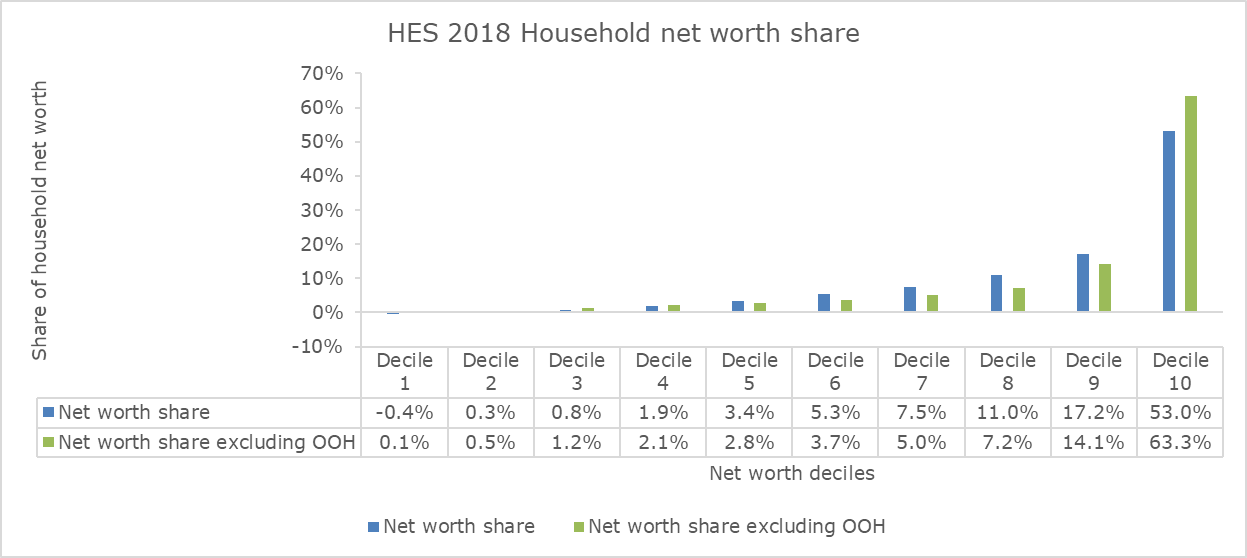 HES 2018 Household net worth share
Share of household net worth
70%
60%
50%
40%
30%
20%
10%
0%
-10%
Decile 1 Decile 2 Decile 3 Decile 4 Decile 5 Decile 6 Decile 7 Decile 8 Decile 9 Decile 10
Net worth share -0.4% 0.3% 0.8% 1.9% 3.4% 5.3% 7.5% 11.0% 17.2% 53.0%
Net worth share excluding OOH 0.1% 0.5% 1.2% 2.1% 2.8% 3.7% 5.0% 7.2% 14.1% 63.3%
Net worth deciles
Net worth share Net worth share excluding OOH